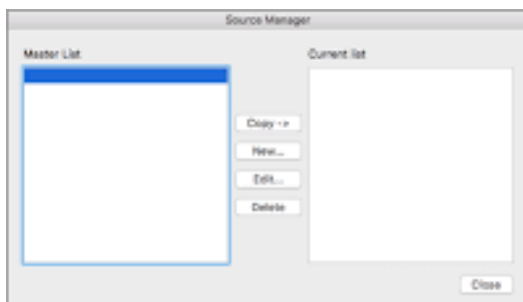 Source Manager
Master List
Current list
Copy ->
New...
Edit...
Delete
Close